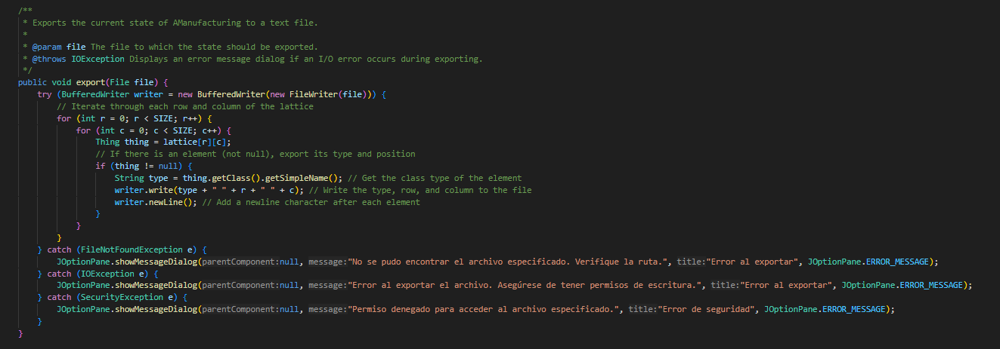 /**
 * Exports the current state of AManufacturing to a text file.
 *
 * @param file The file to which the state should be exported.
 * @throws IOException Displays an error message dialog if an I/O error occurs during exporting.
 */
public void export(File file) {
    try (BufferedWriter writer = new BufferedWriter(new FileWriter(file))) {
        // Iterate through each row and column of the lattice
        for (int r = 0; r < SIZE; r++) {
            for (int c = 0; c < SIZE; c++) {
                Thing thing = lattice[r][c];
                // If there is an element (not null), export its type and position
                if (thing != null) {
                    String type = thing.getClass().getSimpleName(); // Get the class type of the element
                    writer.write(type + " " + r + " " + c); // Write the type, row, and column to the file
                    writer.newLine(); // Add a newline character after each element
                }
            }
        }
    } catch (FileNotFoundException e) {
        JOptionPane.showMessageDialog(parentComponent:null, message:"No se pudo encontrar el archivo especificado. Verifique la ruta.", title:"Error al exportar", JOptionPane.ERROR_MESSAGE);
    } catch (IOException e) {
        JOptionPane.showMessageDialog(parentComponent:null, message:"Error al exportar el archivo. Asegúrese de tener permisos de escritura.", title:"Error al exportar", JOptionPane.ERROR_MESSAGE);
    } catch (SecurityException e) {
        JOptionPane.showMessageDialog(parentComponent:null, message:"Permiso denegado para acceder al archivo especificado.", title:"Error de seguridad", JOptionPane.ERROR_MESSAGE);
    }
}